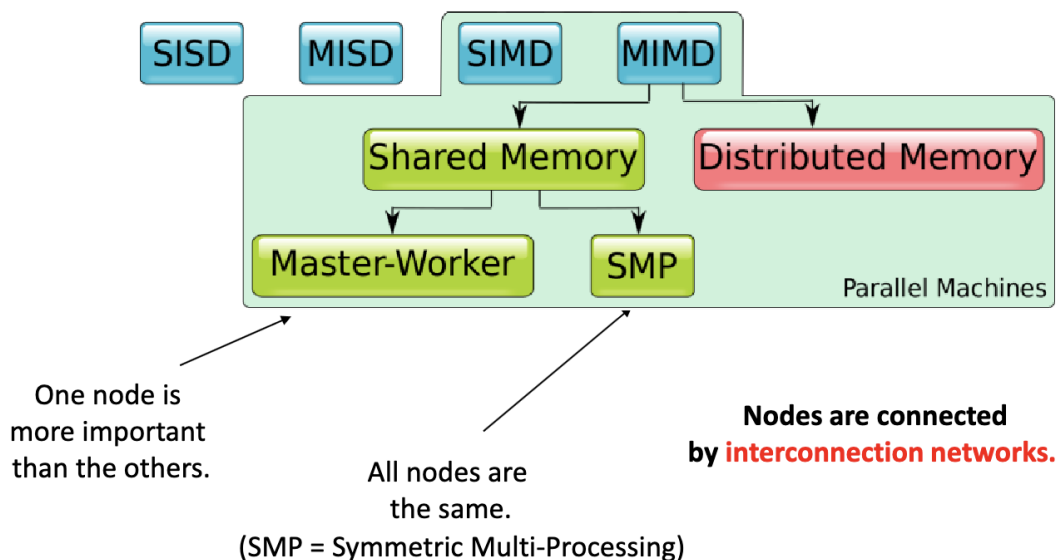 SISD
MISD
SIMD
MIMD
Shared Memory
Distributed Memory
Master-Worker
SMP
Parallel Machines
One node is
more important
than the others.
All nodes are
the same.
(SMP = Symmetric Multi-Processing)
Nodes are connected
by interconnection networks.